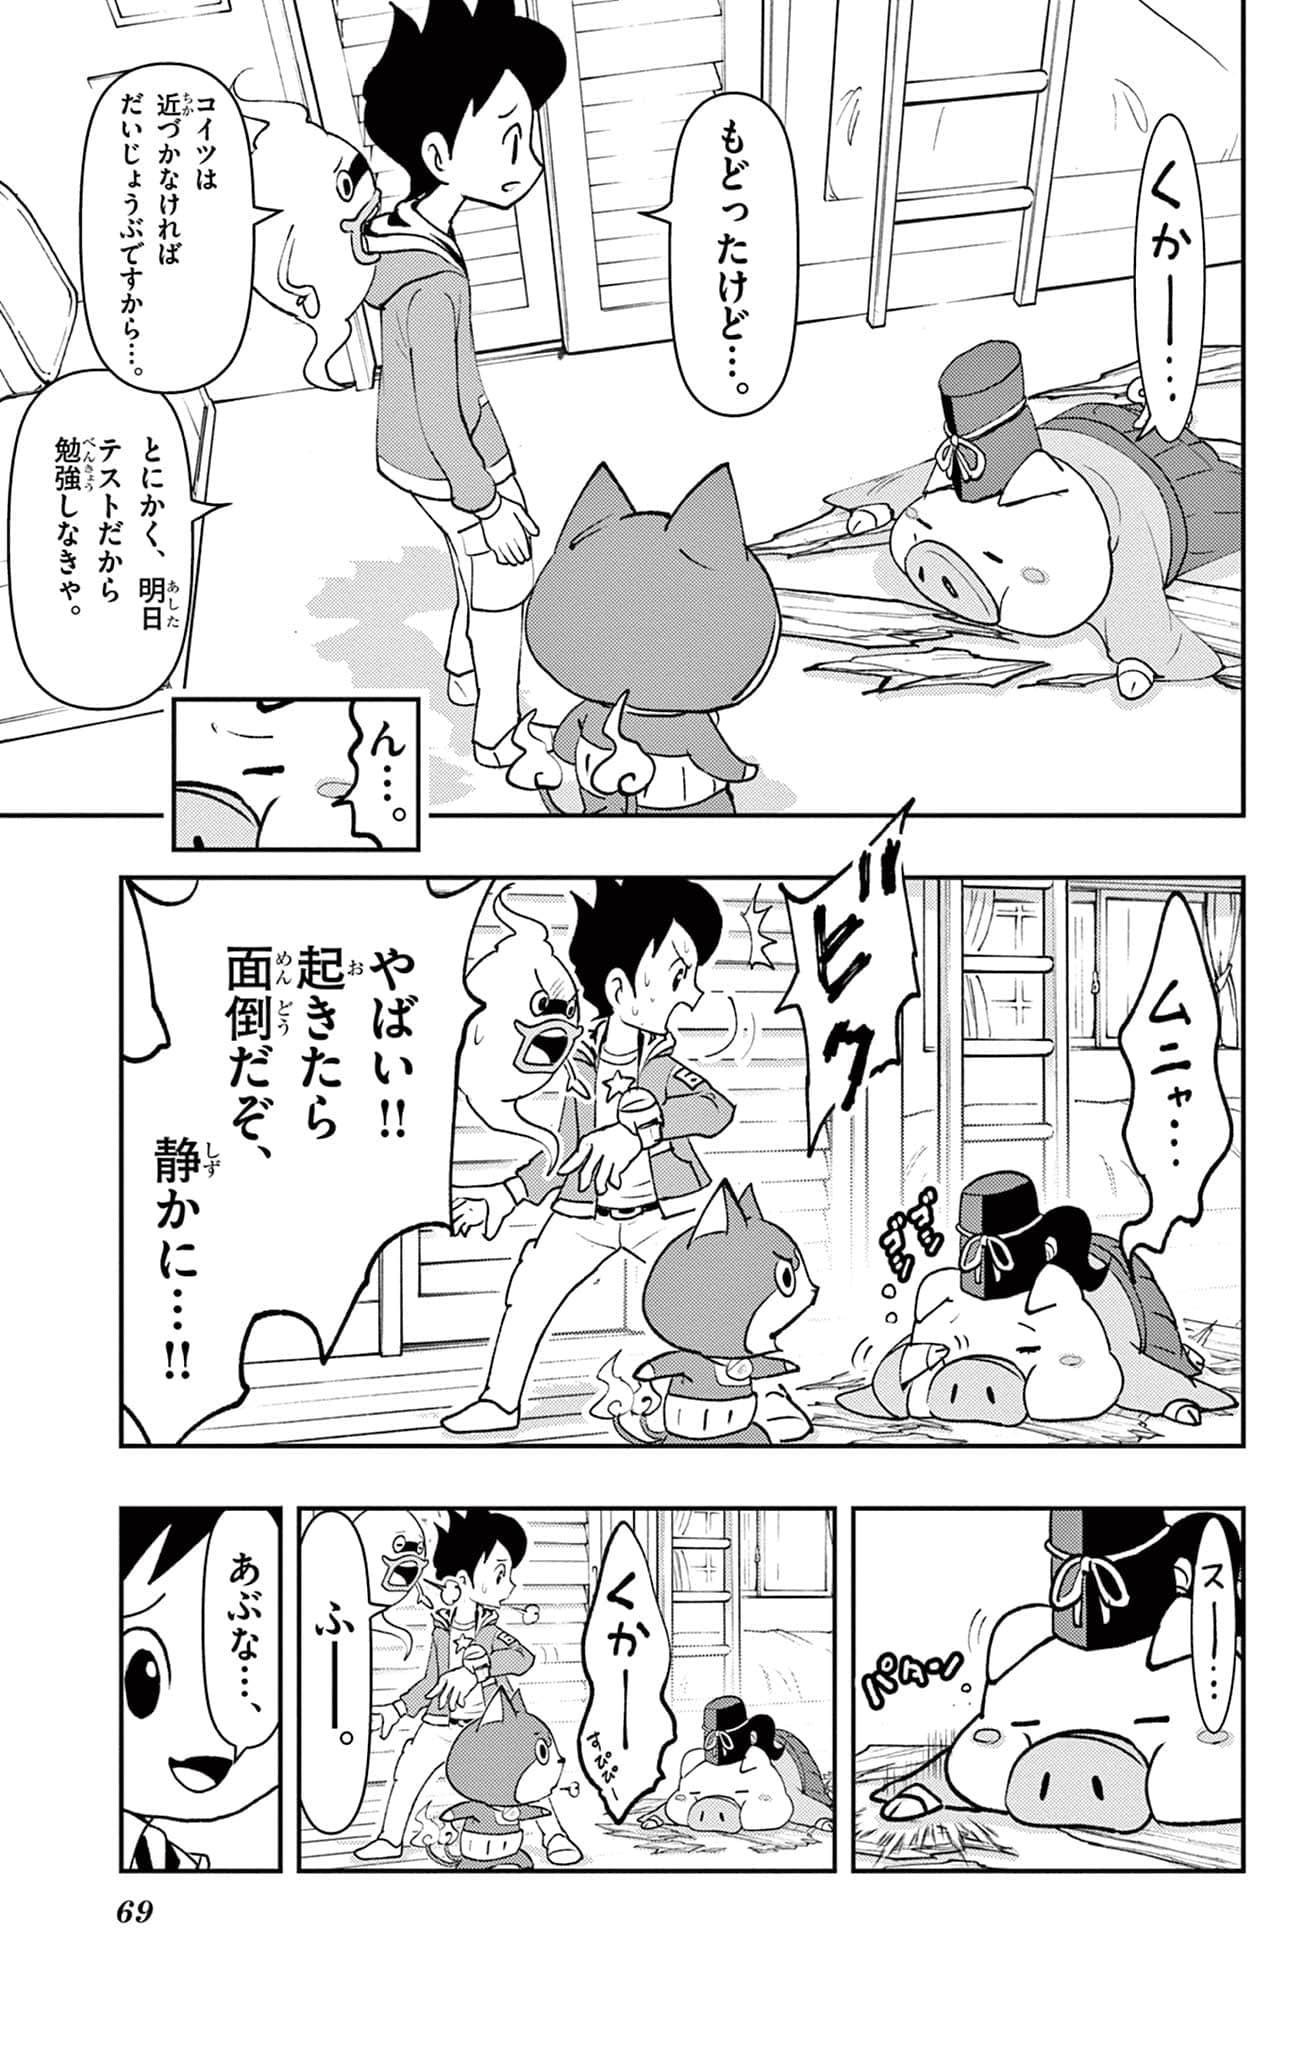 くかー…
もどったけど…。
コイツは
近づかなければ
だいじょうぶですから…。
とにかく、明日
テストだから
勉強しなきゃ。
ん…。
ムニャ…
ゴシゴシ
ビクッ
やばい!!
起きたら
面倒だぞ、
静かに…!!
スー…
パタン
くかー
すぴぴー
ふー。
あぶな…、
69